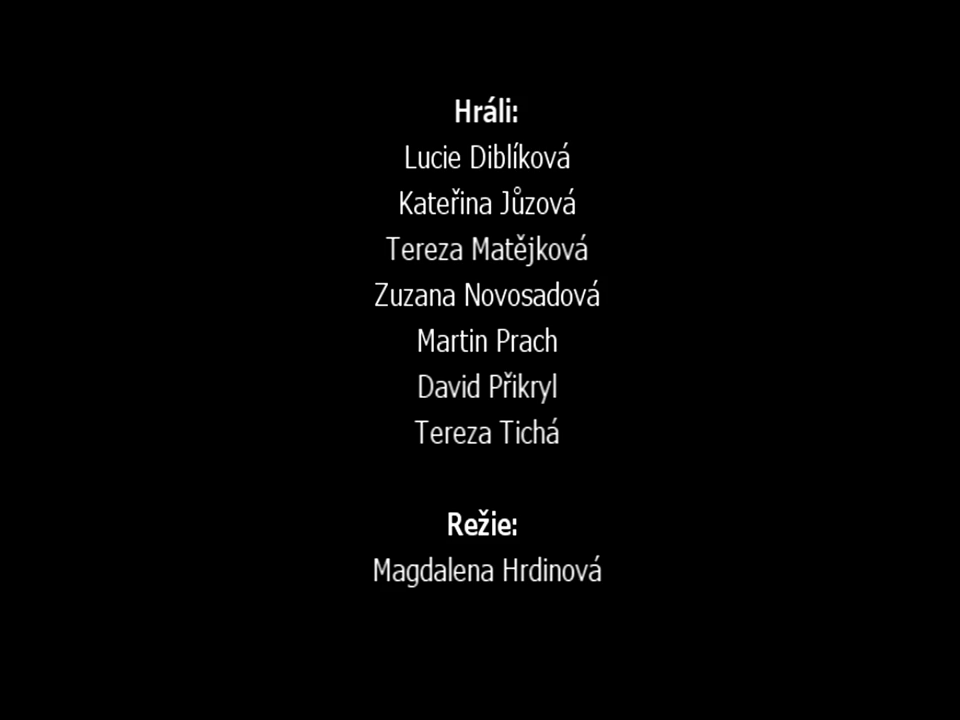 Hráli:
Lucie Diblíková
Kateřina Jůzová
Tereza Matějková
Zuzana Novosadová
Martin Prach
David Přikryl
Tereza Tichá
Režie:
Magdalena Hrdinová